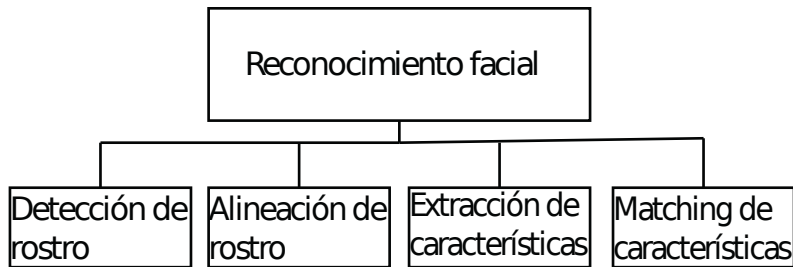 Reconocimiento facial
Detección de
rostro
Alineación de
rostro
Extracción de
características
Matching de
características